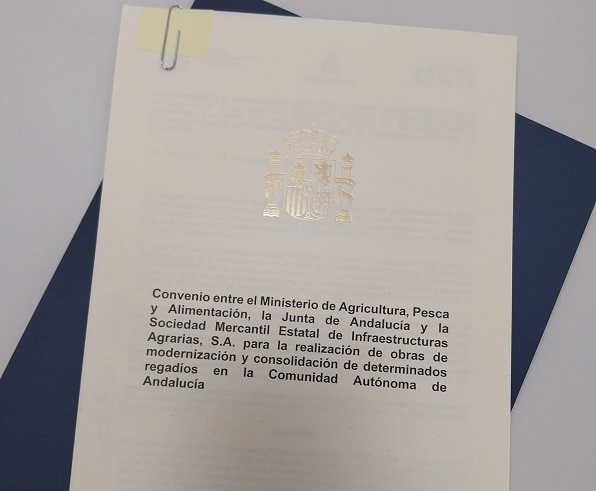 Convenio entre el Ministerio de Agricultura, Pesca
y Alimentación, la Junta de Andalucía y la
Sociedad Mercantil Estatal de Infraestructuras
Agrarias, S.A. para la realización de obras de
modernización y consolidación de determinados
regadíos en la Comunidad Autónoma de
Andalucía